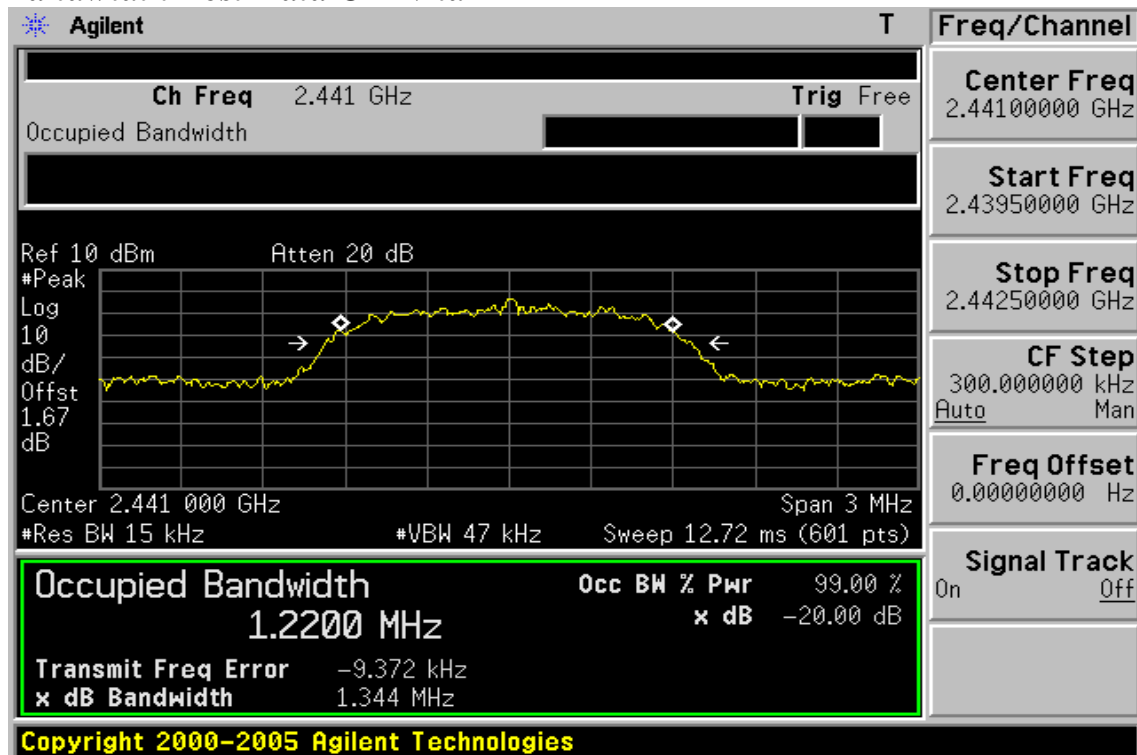 Agilent T
Freq/Channel
Ch Freq 2.441 GHz Trig Free
Occupied Bandwidth
Center Freq
2.44100000 GHz
Start Freq
2.43950000 GHz
Stop Freq
2.44250000 GHz
CF Step
300.000000 kHz
Auto Man
Freq Offset
0.00000000 Hz
Signal Track
On Off
Ref 10 dBm Atten 20 dB
#Peak
Log
10
dB/
Offst
1.67
dB
Center 2.441 000 GHz Span 3 MHz
#Res BW 15 kHz #VBW 47 kHz Sweep 12.72 ms (601 pts)
Occupied Bandwidth Occ BW % Pwr 99.00 %
1.2200 MHz x dB -20.00 dB
Transmit Freq Error -9.372 kHz
x dB Bandwidth 1.344 MHz
Copyright 2000-2005 Agilent Technologies